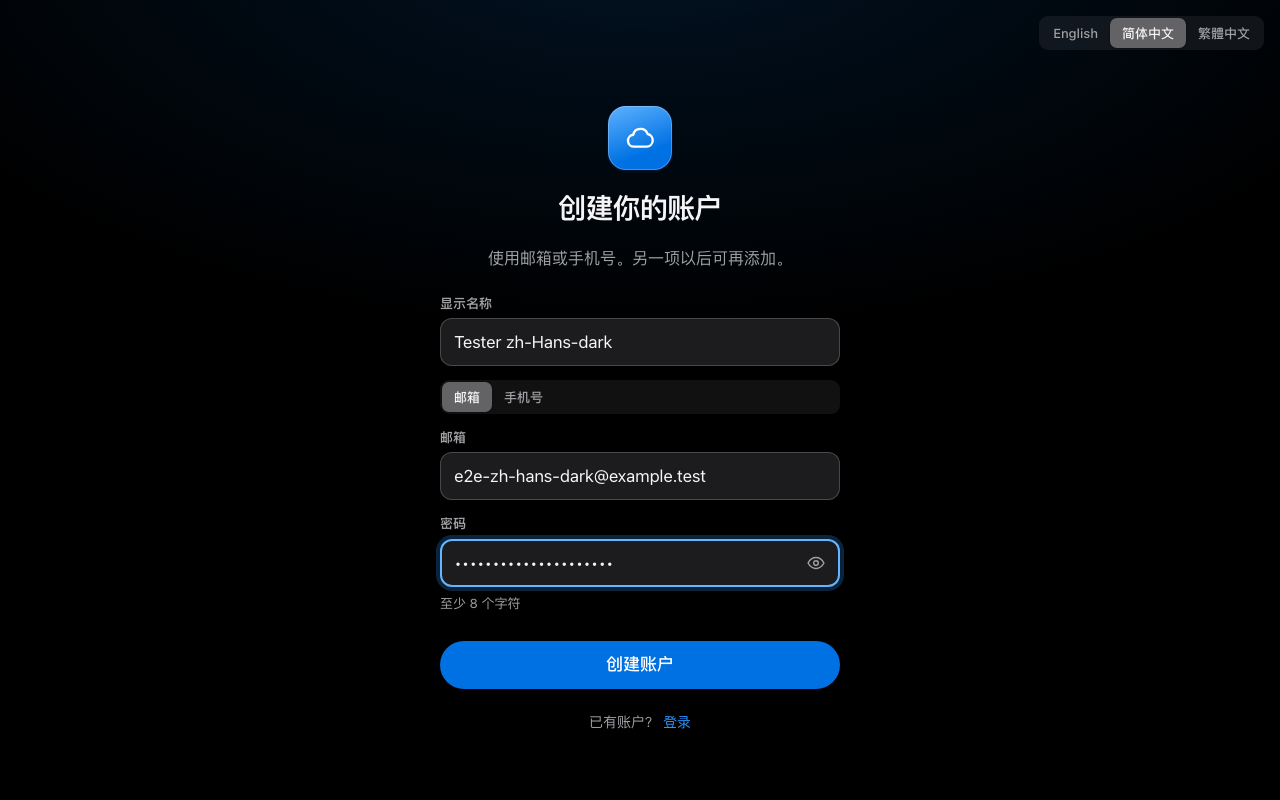 English 简体中文 繁體中文
创建你的账户
使用邮箱或手机号。另一项以后可再添加。
显示名称
Tester zh-Hans-dark
邮箱 手机号
邮箱
e2e-zh-hans-dark@example.test
密码
•••••••••••••••••••••
至少 8 个字符
创建账户
已有账户? 登录